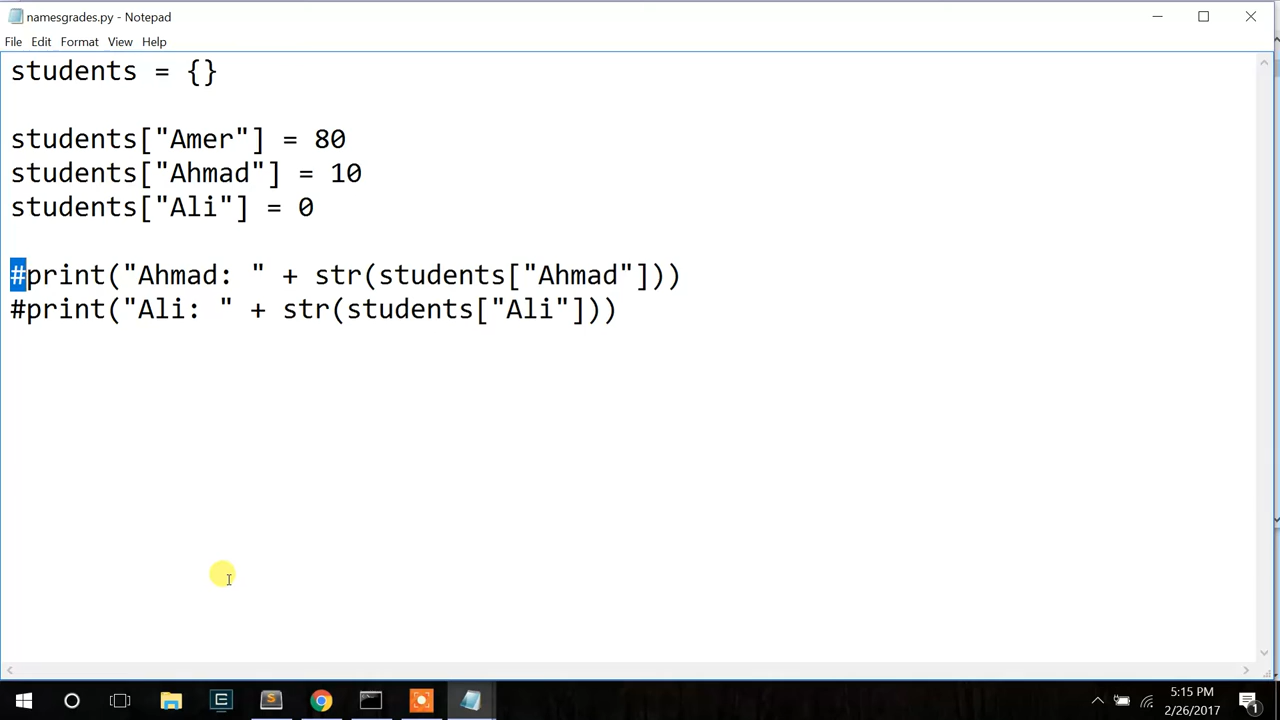 namesgrades.py - Notepad
File Edit Format View Help
students = {}
students["Amer"] = 80
students["Ahmad"] = 10
students["Ali"] = 0
#print("Ahmad: " + str(students["Ahmad"]))
#print("Ali: " + str(students["Ali"]))
5:15 PM
2/26/2017
1